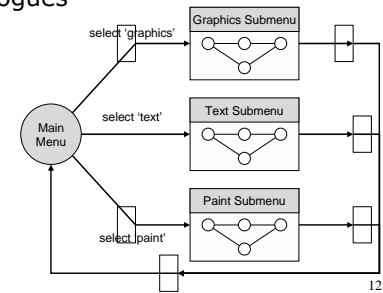 ogues
Graphics Submenu
select 'graphics'
Text Submenu
select 'text'
Main
Menu
Paint Submenu
select 'paint'
12